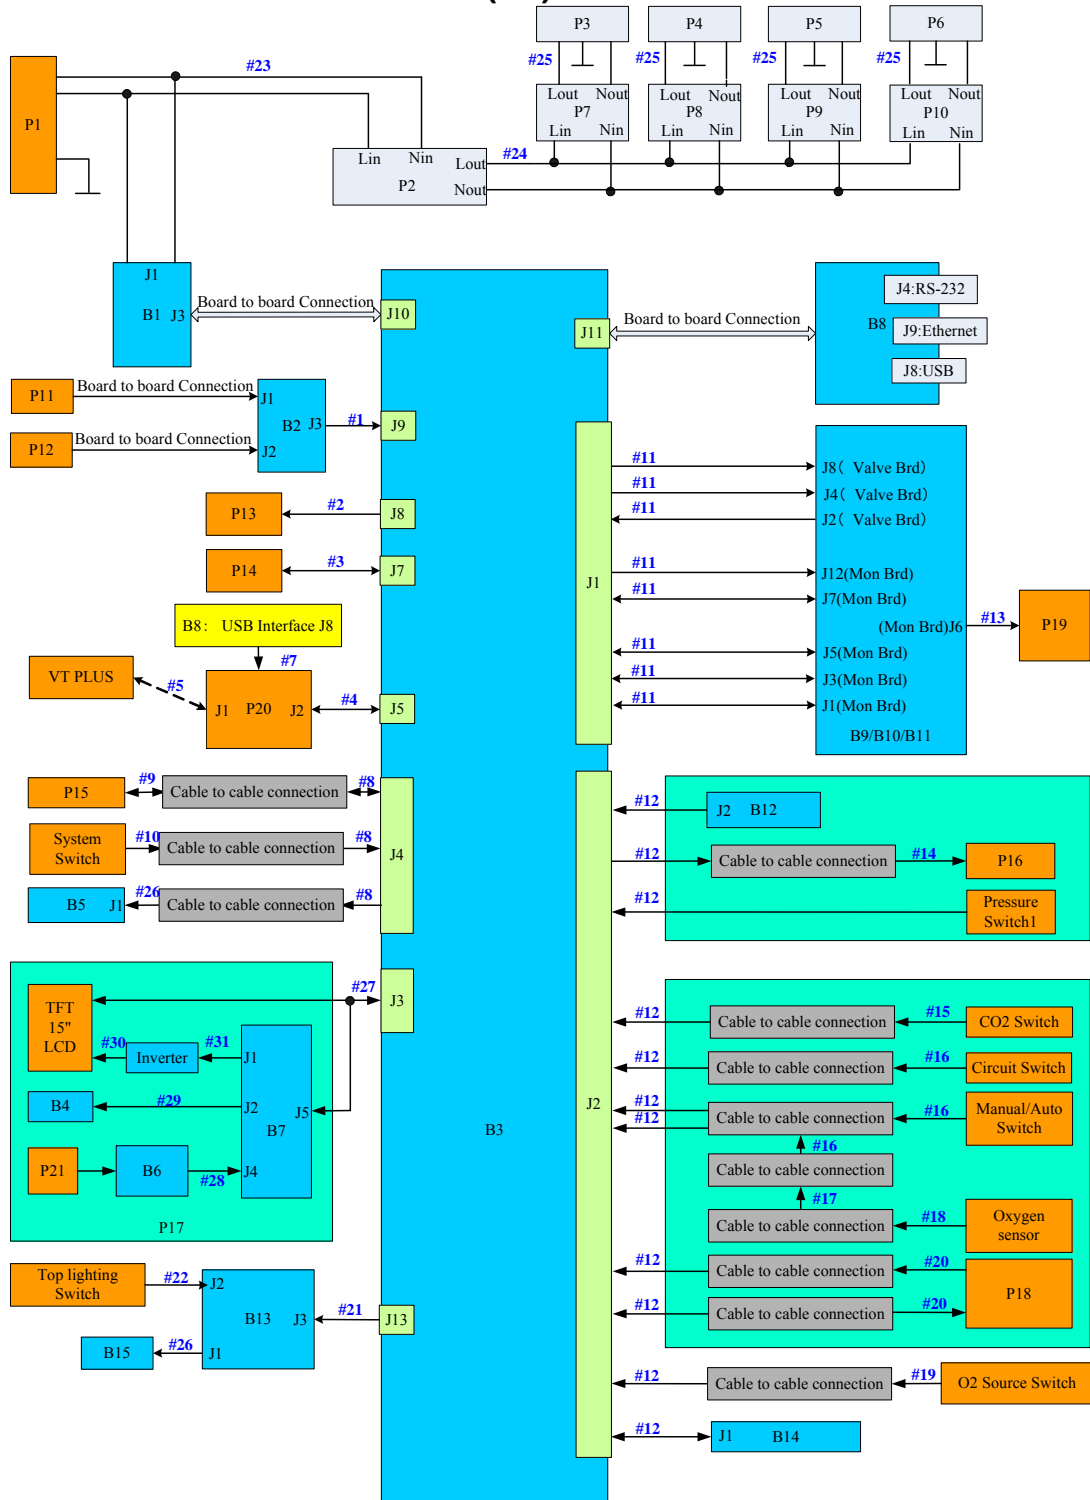 P3
P4
P5
P6
#25
#25
#25
#25
#23
P1
Lout Nout
P7
Lin Nin
Lout Nout
P8
Lin Nin
Lout Nout
P9
Lin Nin
Lout Nout
P10
Lin Nin
Lin Nin Lout
P2
Nout
#24
J1
B1 J3
Board to board Connection
J10
J11
Board to board Connection
B8
J4:RS-232
J9:Ethernet
J8:USB
P11
Board to board Connection
P12
Board to board Connection
J1
B2 J3
J2
#1
J9
P13
#2
J8
P14
#3
J7
B8: USB Interface J8
#7
VT PLUS
#5
J1 P20 J2
#4
J5
J1
#11
J8( Valve Brd)
#11
J4( Valve Brd)
#11
J2( Valve Brd)
#11
J12(Mon Brd)
#11
J7(Mon Brd)
(Mon Brd)J6
#13
P19
#11
J5(Mon Brd)
#11
J3(Mon Brd)
#11
J1(Mon Brd)
B9/B10/B11
P15
#9
Cable to cable connection
#8
System
Switch
#10
Cable to cable connection
#8
J4
B5 J1
#26
Cable to cable connection
#8
#12
J2 B12
#12
Cable to cable connection
#14
P16
#12
Pressure
Switch1
TFT
15"
LCD
#27
J3
#30
Inverter
#31
J1
B4
#29
J2
J5
B7
P21
B6
#28
J4
P17
B3
J2
#12
Cable to cable connection
#15
CO2 Switch
#12
Cable to cable connection
#16
Circuit Switch
#12
#12
Cable to cable connection
#16
Manual/Auto
Switch
#16
Cable to cable connection
#17
Cable to cable connection
#18
Oxygen
sensor
#12
Cable to cable connection
#20
P18
#12
Cable to cable connection
#20
Top lighting
Switch
#22
J2
B13 J3
J1
#21
J13
B15
#26
#12
Cable to cable connection
#19
O2 Source Switch
#12
J1 B14